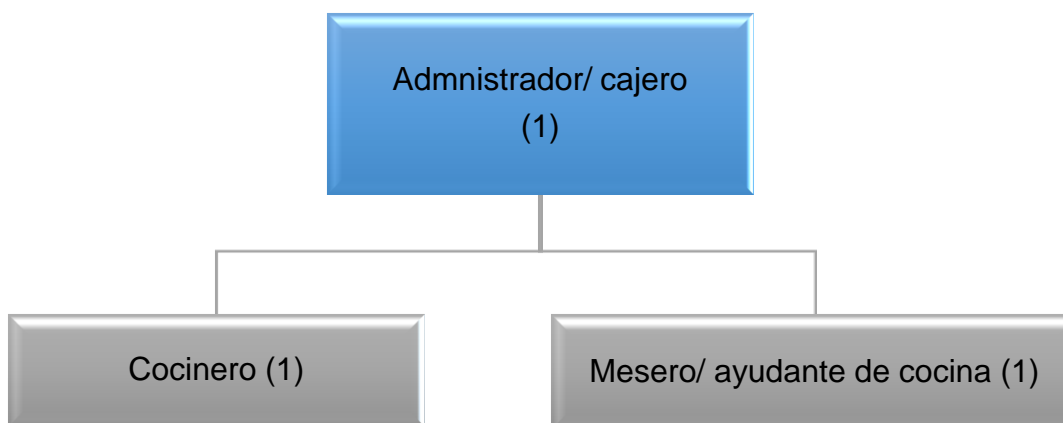 Admnistrador/ cajero
(1)
Cocinero (1)
Mesero/ ayudante de cocina (1)